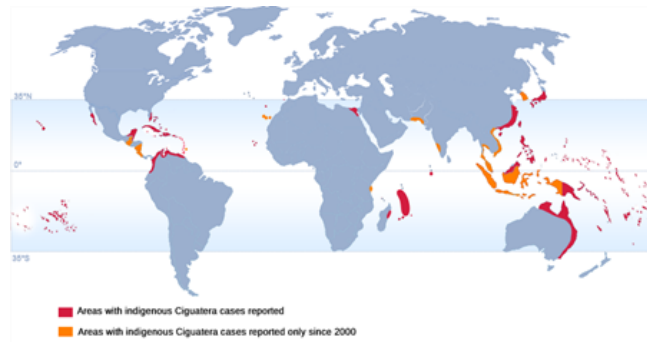 35°N
0°
35°S
Areas with indigenous Ciguatera cases reported
Areas with indigenous Ciguatera cases reported only since 2000